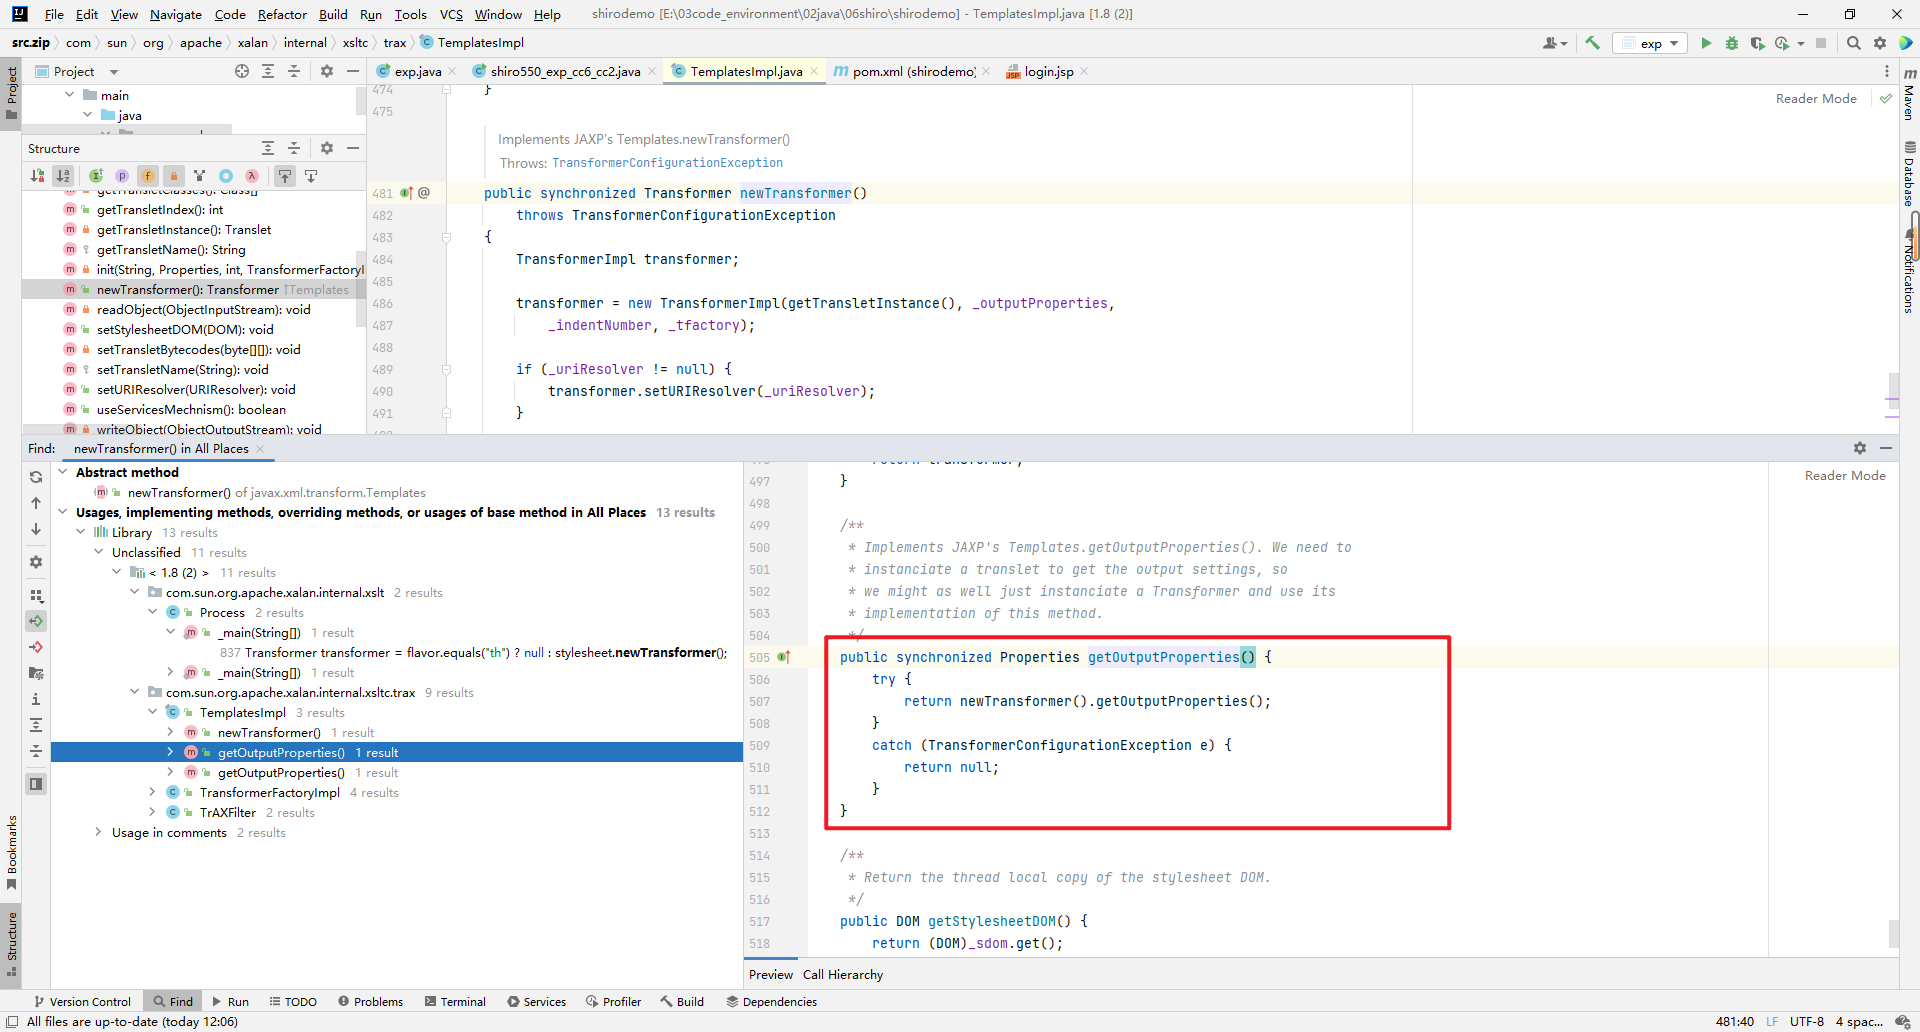 File Edit View Navigate Code Refactor Build Run Tools VCS Window Help shirodemo [E:\03code_environment\02java\06shiro\shirodemo] - TemplatesImpl.java [1.8 (2)]
src.zip com sun org apache xalan internal xsltc trax TemplatesImpl
exp
Project
exp.java
shiro550_exp_cc6_cc2.java
TemplatesImpl.java
pom.xml (shirodemo)
login.jsp
main
java
Structure
getTransletClasses(): Class[]
getTransletIndex(): int
getTransletInstance(): Translet
getTransletName(): String
init(String, Properties, int, TransformerFactoryI
newTransformer(): Transformer ↑Templates
readObject(ObjectInputStream): void
setStylesheetDOM(DOM): void
setTransletBytecodes(byte[][]): void
setTransletName(String): void
setURIResolver(URIResolver): void
useServicesMechnism(): boolean
writeObject(ObjectOutputStream): void
Reader Mode
474 }
475
Implements JAXP's Templates.newTransformer()
Throws: TransformerConfigurationException
481 public synchronized Transformer newTransformer()
482 throws TransformerConfigurationException
483 {
484 TransformerImpl transformer;
485
486 transformer = new TransformerImpl(getTransletInstance(), _outputProperties,
487 _indentNumber, _tfactory);
488
489 if (_uriResolver != null) {
490 transformer.setURIResolver(_uriResolver);
491 }
Find: newTransformer() in All Places
Abstract method
newTransformer() of javax.xml.transform.Templates
Usages, implementing methods, overriding methods, or usages of base method in All Places 13 results
Library 13 results
Unclassified 11 results
< 1.8 (2) > 11 results
com.sun.org.apache.xalan.internal.xslt 2 results
Process 2 results
_main(String[]) 1 result
837 Transformer transformer = flavor.equals("th") ? null : stylesheet.newTransformer();
_main(String[]) 1 result
com.sun.org.apache.xalan.internal.xsltc.trax 9 results
TemplatesImpl 3 results
newTransformer() 1 result
getOutputProperties() 1 result
getOutputProperties() 1 result
TransformerFactoryImpl 4 results
TrAXFilter 2 results
Usage in comments 2 results
Reader Mode
return transformer;
497 }
498
499 /**
500 * Implements JAXP's Templates.getOutputProperties(). We need to
501 * instanciate a translet to get the output settings, so
502 * we might as well just instanciate a Transformer and use its
503 * implementation of this method.
504 */
505 public synchronized Properties getOutputProperties() {
506 try {
507 return newTransformer().getOutputProperties();
508 }
509 catch (TransformerConfigurationException e) {
510 return null;
511 }
512 }
513
514 /**
515 * Return the thread local copy of the stylesheet DOM.
516 */
517 public DOM getStylesheetDOM() {
518 return (DOM)_sdom.get();
Preview Call Hierarchy
Project
Bookmarks
Structure
Maven
Database
Notifications
Version Control Find Run TODO Problems Terminal Services Profiler Build Dependencies
All files are up-to-date (today 12:06)
481:40 LF UTF-8 4 spac...